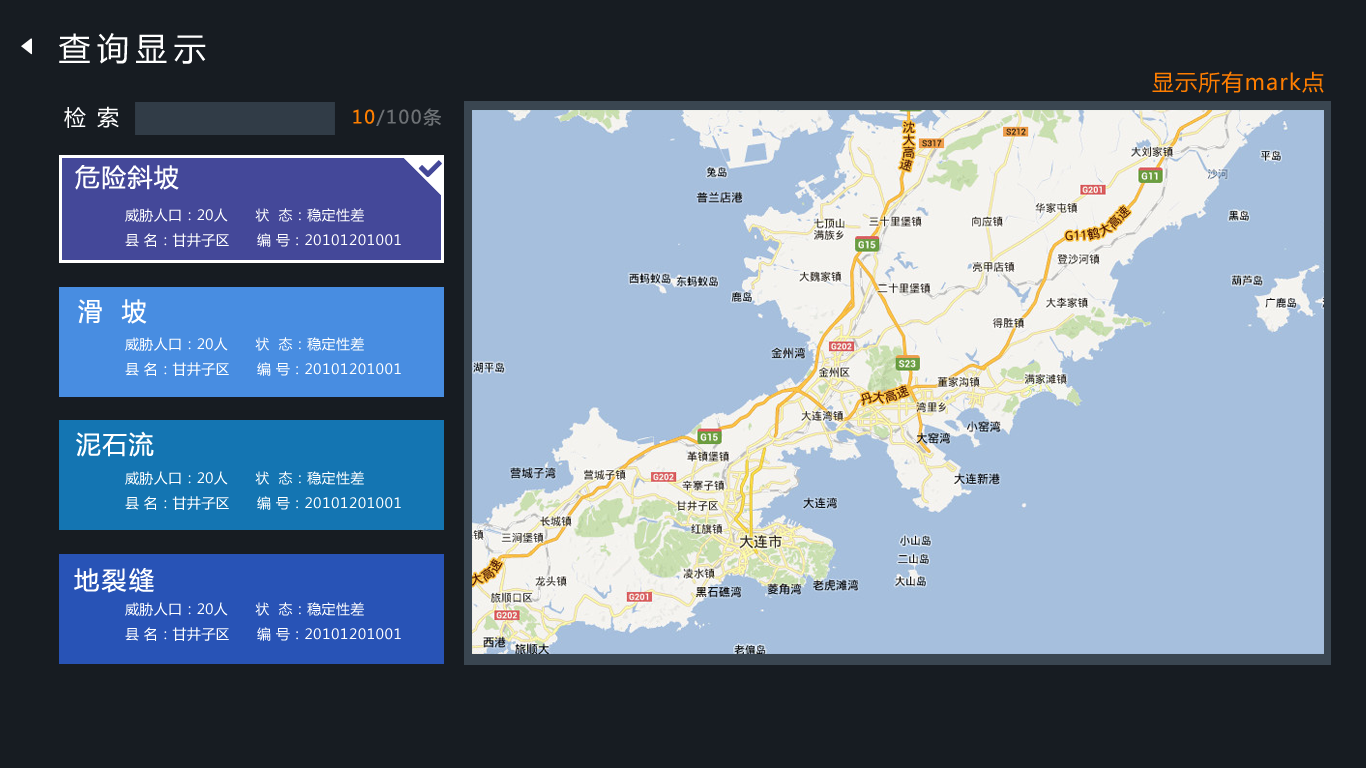 查询显示
显示所有mark点
检 索
10/100条
危险斜坡
威胁人口：20人 状 态：稳定性差
县 名：甘井子区 编 号：20101201001
滑 坡
威胁人口：20人 状 态：稳定性差
县 名：甘井子区 编 号：20101201001
泥石流
威胁人口：20人 状 态：稳定性差
县 名：甘井子区 编 号：20101201001
地裂缝
威胁人口：20人 状 态：稳定性差
县 名：甘井子区 编 号：20101201001
沈大高速
S317
S212
大刘家镇
平岛
兔岛
沙河
G11
G201
普兰店港
华家屯镇
黑岛
七顶山
满族乡
三十里堡镇
向应镇
G11鹤大高速
G15
登沙河镇
亮甲店镇
西蚂蚁岛
东蚂蚁岛
大魏家镇
葫芦岛
二十里堡镇
鹿岛
大李家镇
广鹿岛
得胜镇
G202
金州湾
S23
湖平岛
金州区
董家沟镇
满家滩镇
丹大高速
湾里乡
大连湾镇
小窑湾
G15
大窑湾
革镇堡镇
营城子湾
营城子镇
G202
辛寨子镇
大连新港
甘井子区
大连湾
长城镇
红旗镇
镇
三涧堡镇
大连市
小山岛
二山岛
大高速
龙头镇
凌水镇
大山岛
黑石礁湾
菱角湾
老虎滩湾
旅顺口区
G201
G202
西港
旅顺大
老偏岛